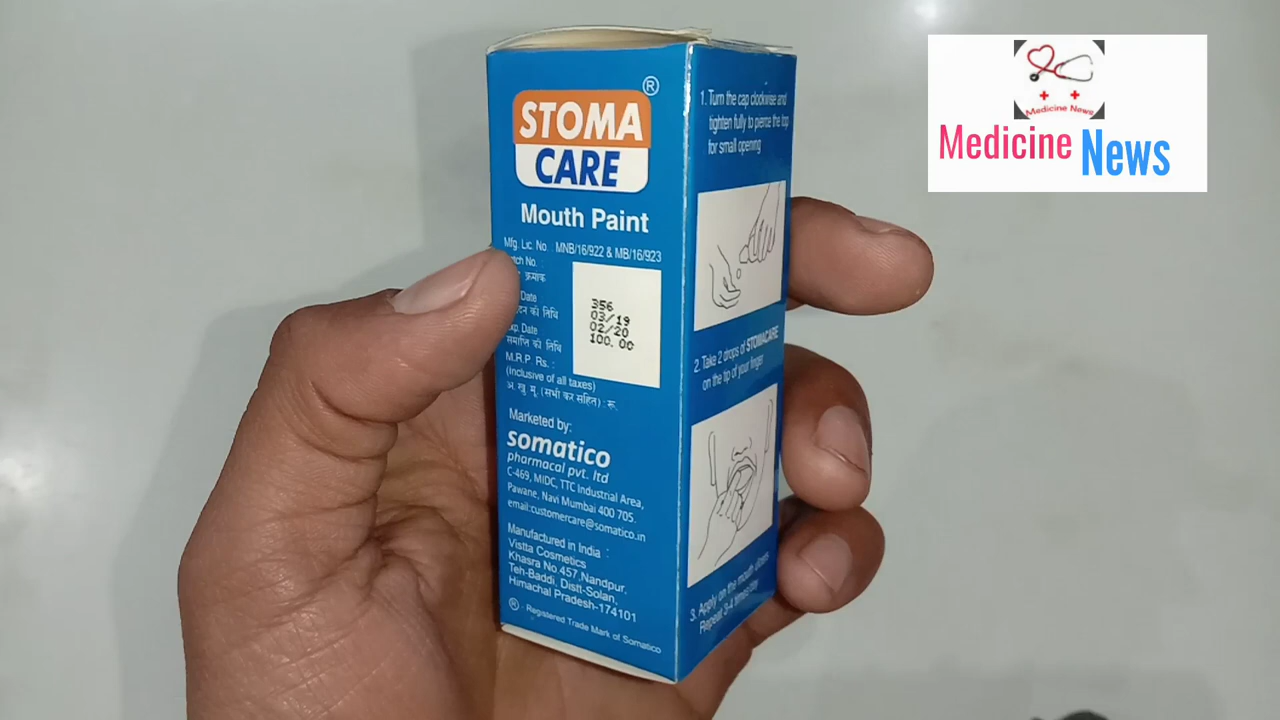 STOMA
CARE
®
Mouth Paint
Mfg. Lic. No. MNB/16/922 & MB/16/923
No. :
क्रमांक
Date
की तिथि
Date
समाप्ति की तिथि
M.R.P. Rs. :
(inclusive of all taxes)
अ. खु. मू. (सभी कर सहित) : रू.
356
03/19
02/20
100.00
Marketed by:
somatico
pharmacal pvt. ltd
C-469, MIDC, TTC Industrial Area,
Pawane, Navi Mumbai 400 705.
email:customercare@somatico.in
Manufactured in India :
Vistta Cosmetics
Khasra No 457,Nandpur,
Teh-Baddi, Distt-Solan,
Himachal Pradesh-174101
® - Registered Trade Mark of Somatico
1. Turn the cap clockwise and
tighten fully to pierce the top
for small opening
2. Take 2 drops of STOMACARE
on the tip of your finger
3. Apply on the mouth ulcers
Repeat 3-4 times/day
Medicine News
Medicine News